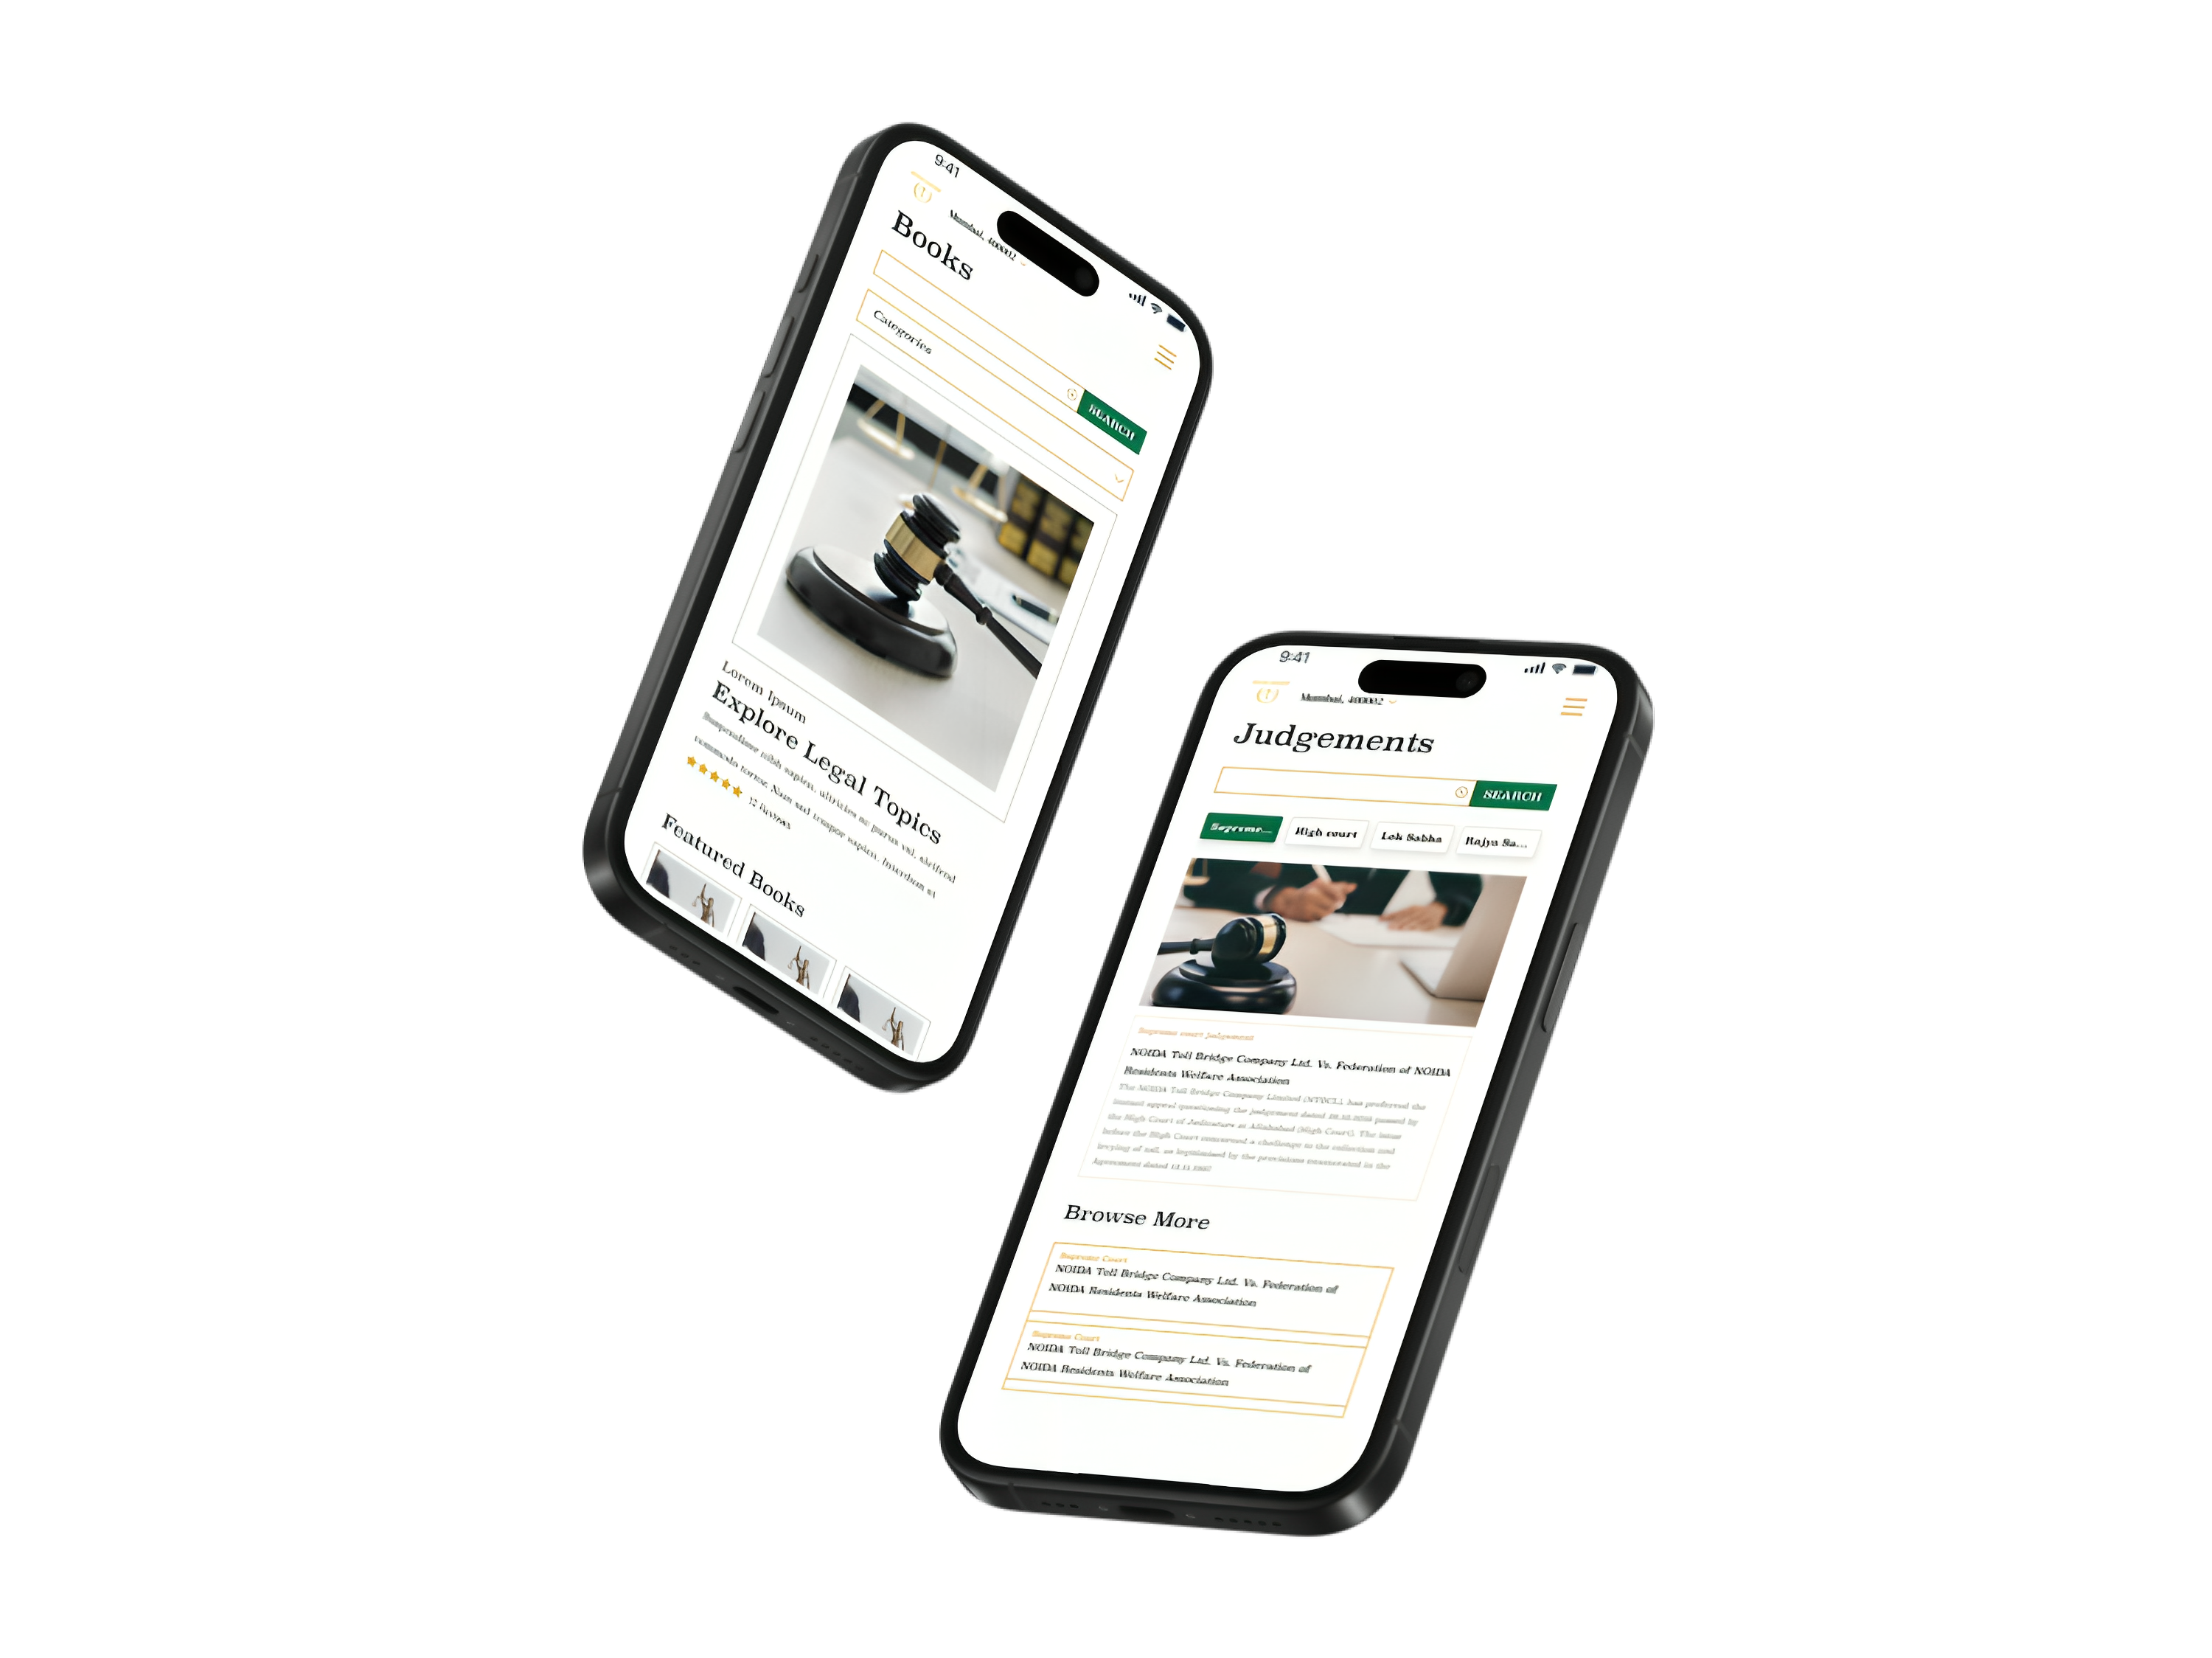 9:41
Mumbai, 400002
Books
SEARCH
Categories
Lorem Ipsum
Explore Legal Topics
Suspendisse nibh sapien, ultricies ac purus vel, eleifend
commodo Nam sed tempor sapien. Interdum et
12 Reviews
Featured Books
9:41
Mumbai, 400002
Judgements
SEARCH
Supreme...
High court
Lok Sabha
Rajya Sa...
Supreme court judgement
NOIDA Toll Bridge Company Ltd. Vs. Federation of NOIDA
Residents Welfare Association
The NOIDA Toll Bridge Company Limited (NTBCL), has preferred the
instant appeal questioning the judgement dated passed by
the High Court of Judicature at Allahabad (High Court). The issue
before the High Court concerned a challenge to the collection and
levying of toll, as legitimised by the provisions enumerated in the
Agreement dated
Browse More
Supreme Court
NOIDA Toll Bridge Company Ltd. Vs. Federation of
NOIDA Residents Welfare Association
Supreme Court
NOIDA Toll Bridge Company Ltd. Vs. Federation of
NOIDA Residents Welfare Association